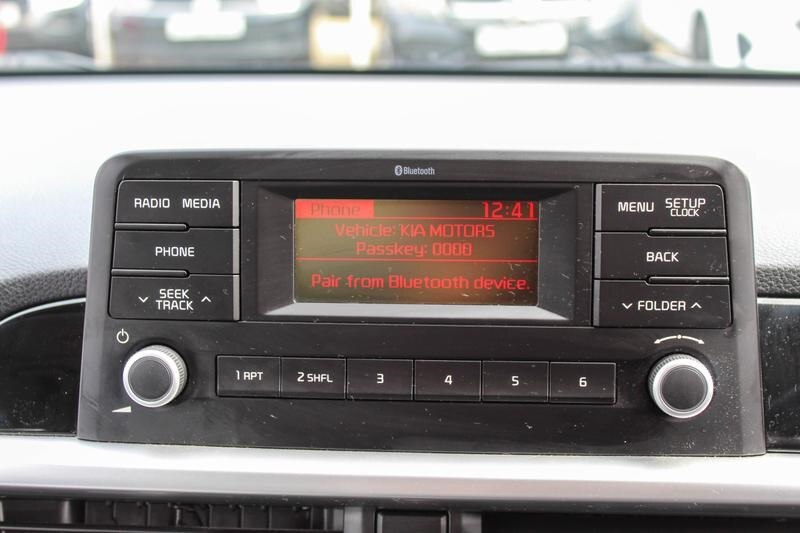 Bluetooth
RADIO MEDIA
PHONE
SEEK
TRACK
Phone 12:41
Vehicle: KIA MOTORS
Passkey: 0000
Pair from Bluetooth device.
MENU SETUP
CLOCK
BACK
FOLDER
1 RPT 2 SHFL 3 4 5 6